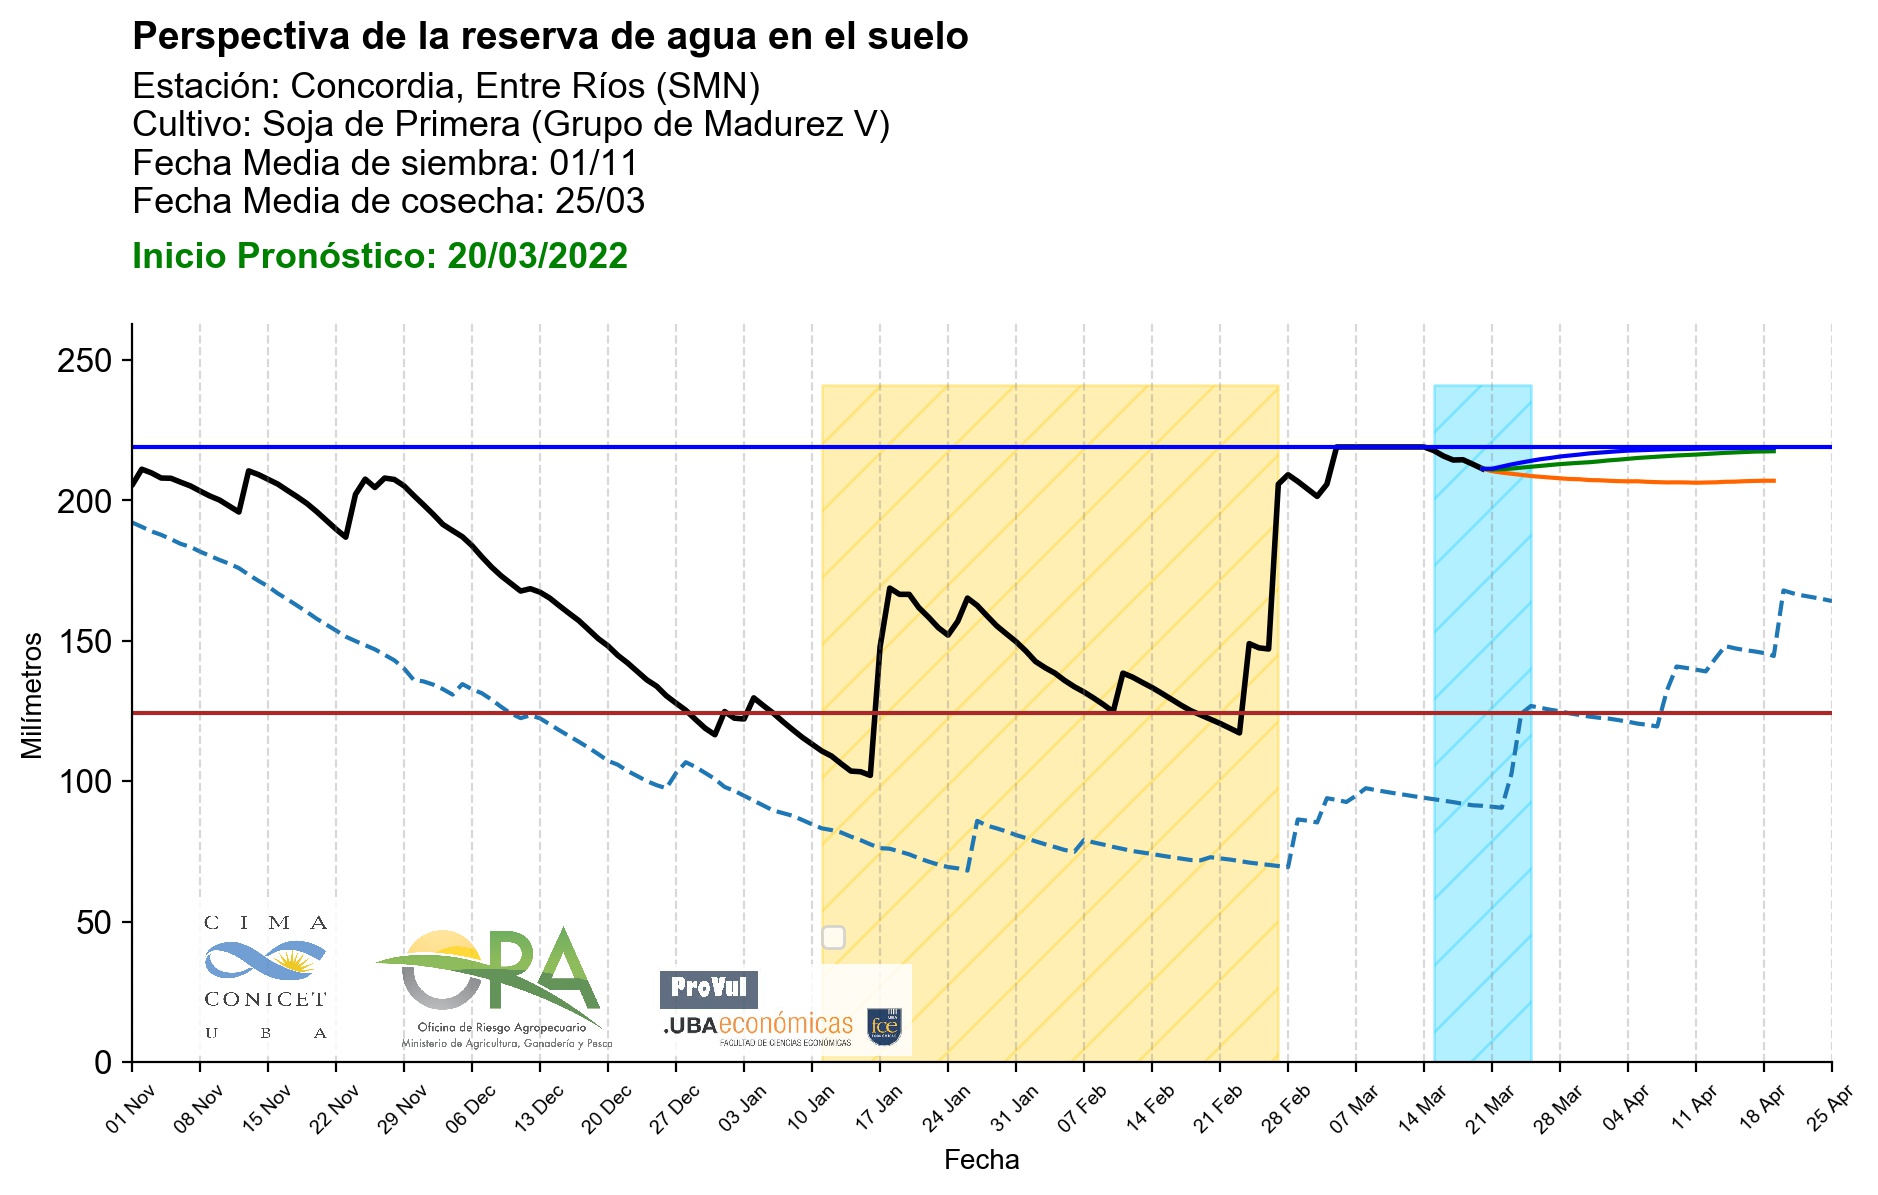 Perspectiva de la reserva de agua en el suelo
Estación: Concordia, Entre Ríos (SMN)
Cultivo: Soja de Primera (Grupo de Madurez V)
Fecha Media de siembra: 01/11
Fecha Media de cosecha: 25/03
Inicio Pronóstico: 20/03/2022
250
200
150
100
50
0
Milímetros
C I M A
CONICET
U B A
ORA
Oficina de Riesgo Agropecuario
Ministerio de Agricultura, Ganadería y Pesca
ProVul
.UBAeconómicas
FACULTAD DE CIENCIAS ECONÓMICAS
UBA
fce
ECONÓMICAS
01 Nov
08 Nov
15 Nov
22 Nov
29 Nov
06 Dec
13 Dec
20 Dec
27 Dec
03 Jan
10 Jan
17 Jan
24 Jan
31 Jan
07 Feb
14 Feb
21 Feb
28 Feb
07 Mar
14 Mar
21 Mar
28 Mar
04 Apr
11 Apr
18 Apr
25 Apr
Fecha